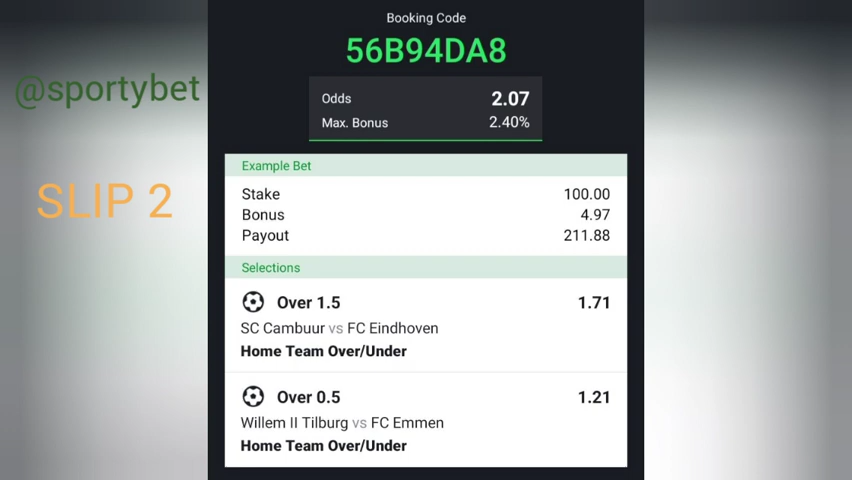 Booking Code
56B94DA8
@sportybet
Odds 2.07
Max. Bonus 2.40%
SLIP 2
Example Bet
Stake 100.00
Bonus 4.97
Payout 211.88
Selections
Over 1.5 1.71
SC Cambuur vs FC Eindhoven
Home Team Over/Under
Over 0.5 1.21
Willem II Tilburg vs FC Emmen
Home Team Over/Under